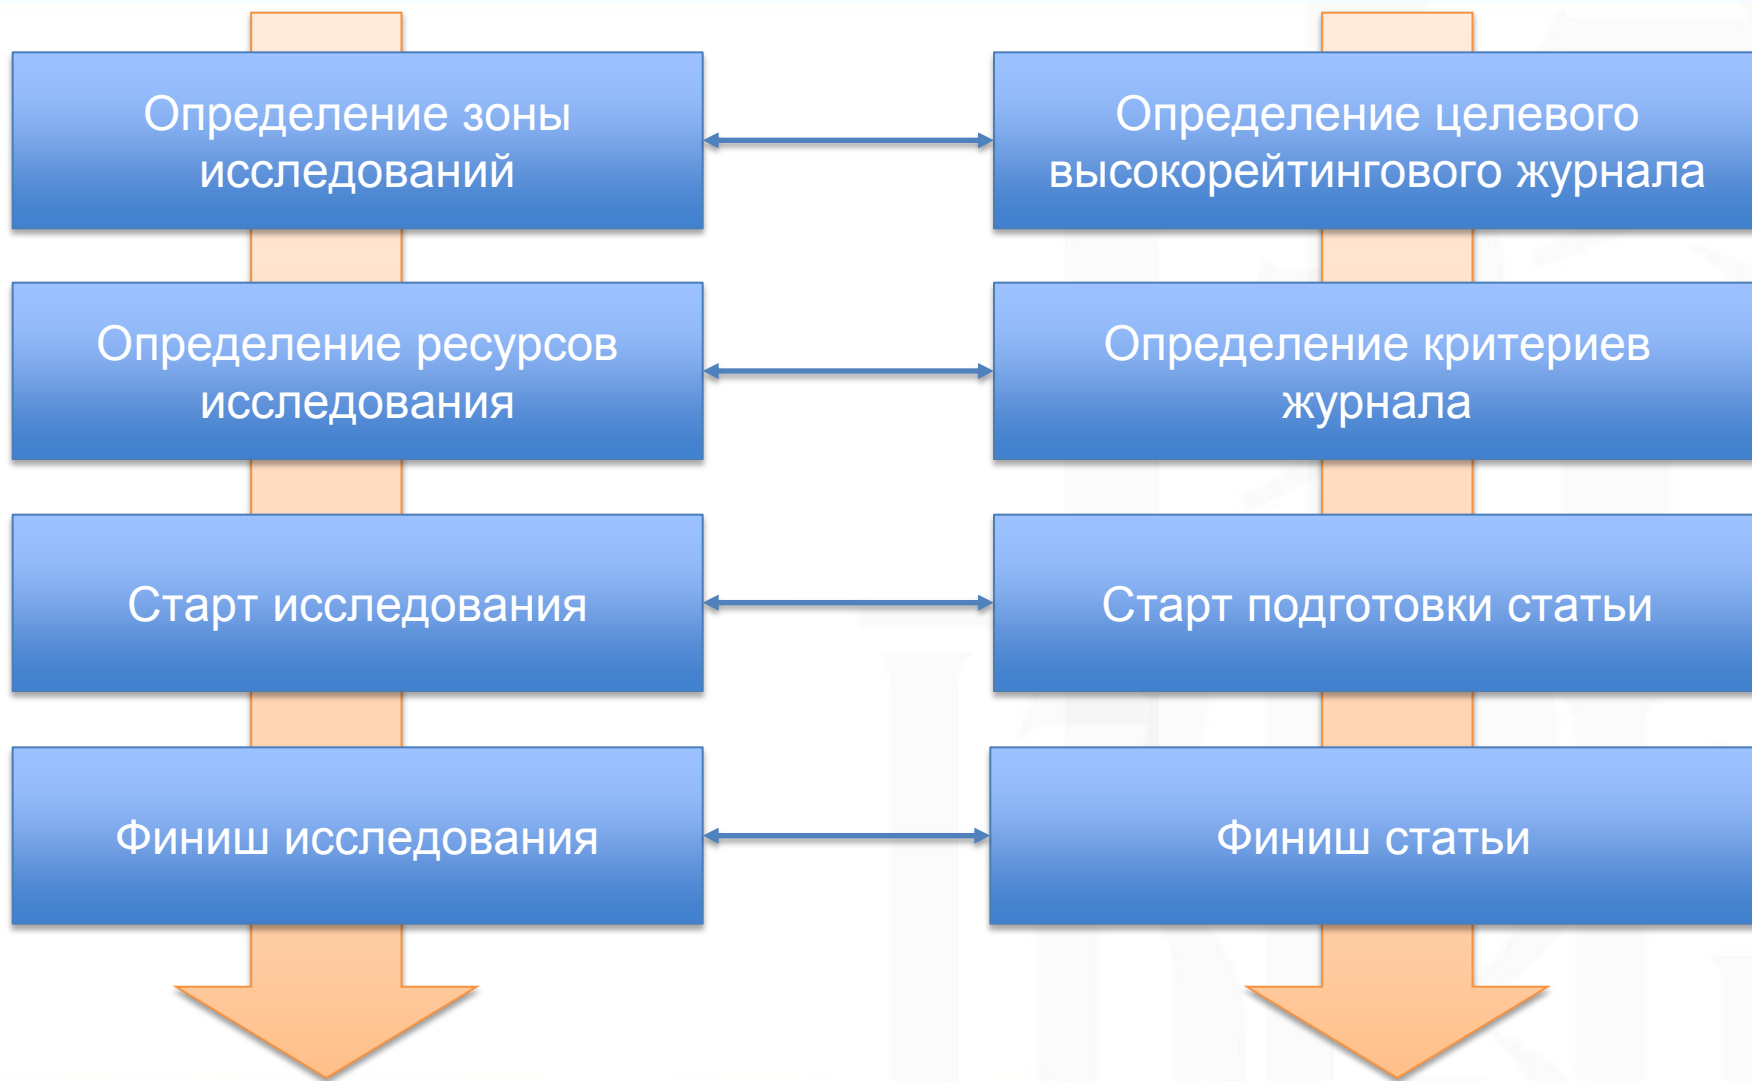 Определение зоны
исследований
Определение целевого
высокорейтингового журнала
Определение ресурсов
исследования
Определение критериев
журнала
Старт исследования
Старт подготовки статьи
Финиш исследования
Финиш статьи